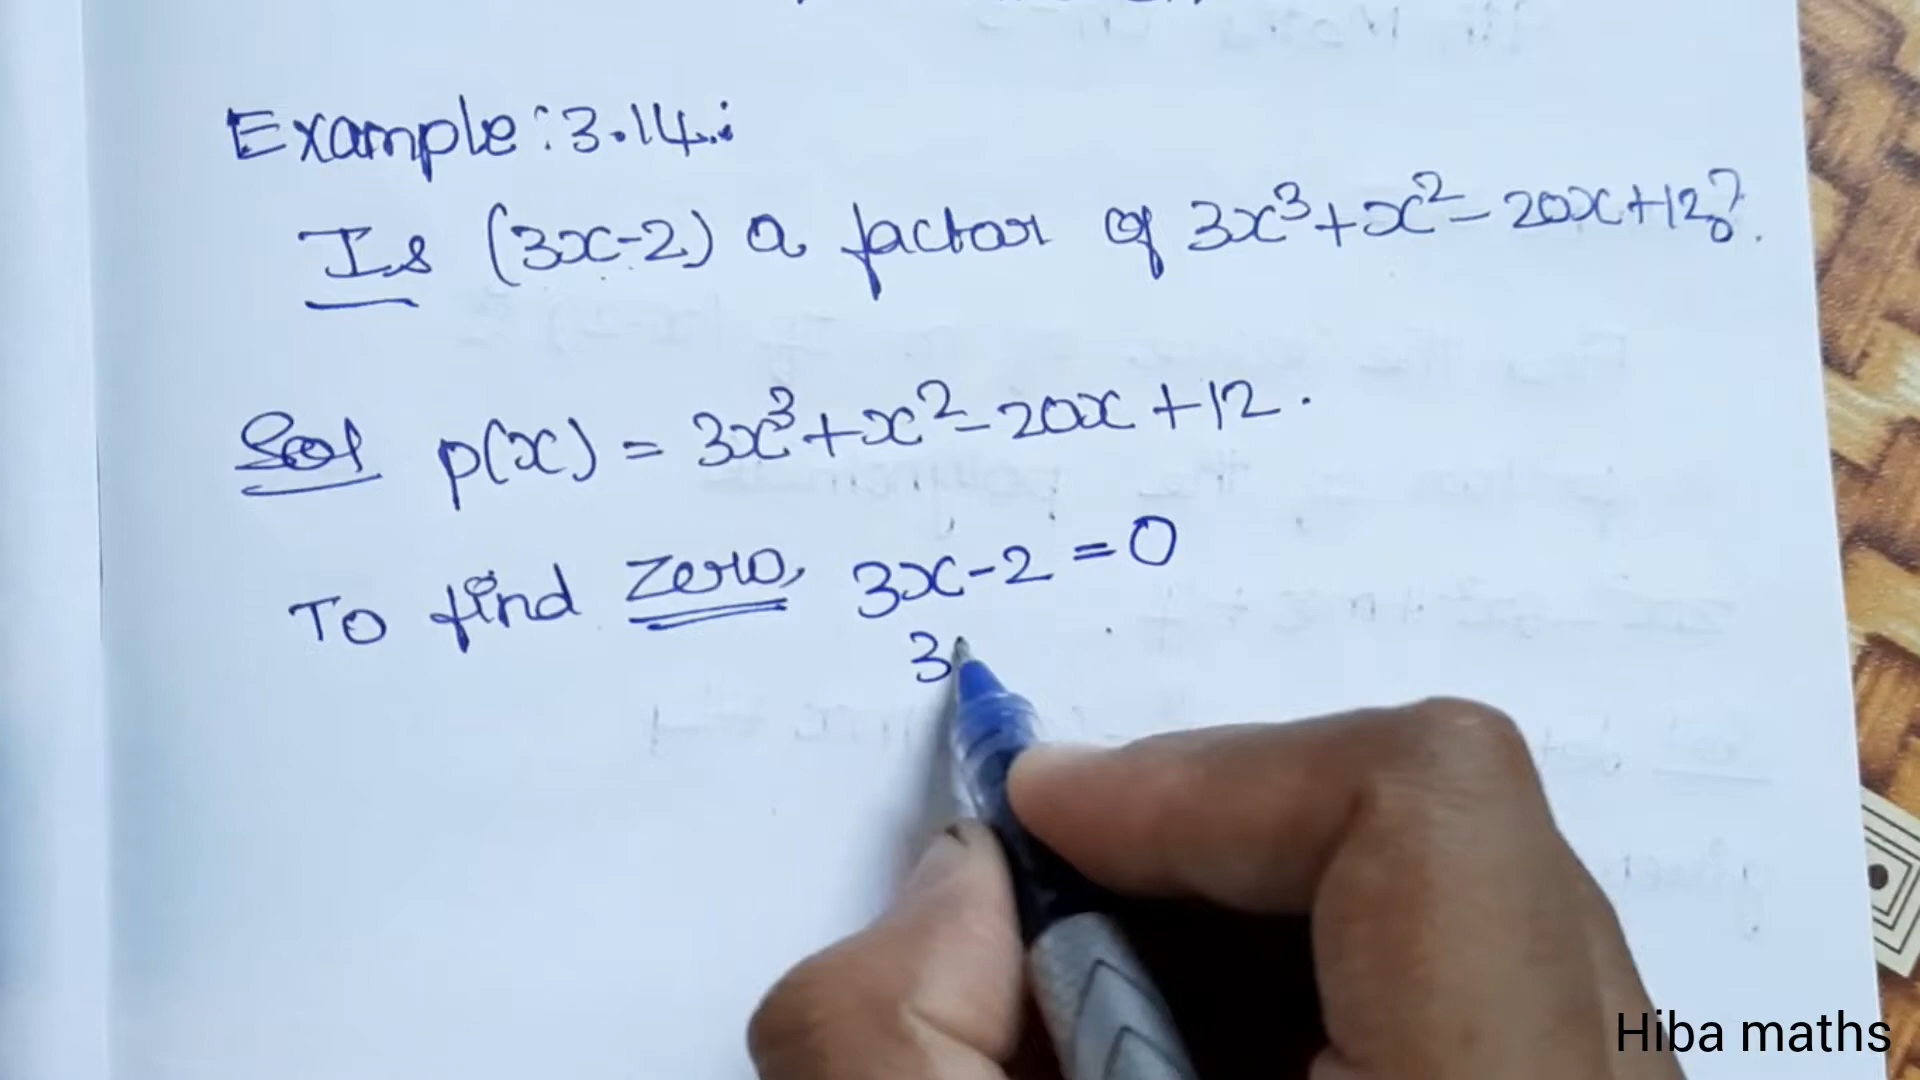 Example: 3.14:
Is (3x-2) a factor of 3x³+x²-20x+12?.
Sol p(x) = 3x³+x²-20x+12.
To find zero, 3x-2=0
3
Hiba maths